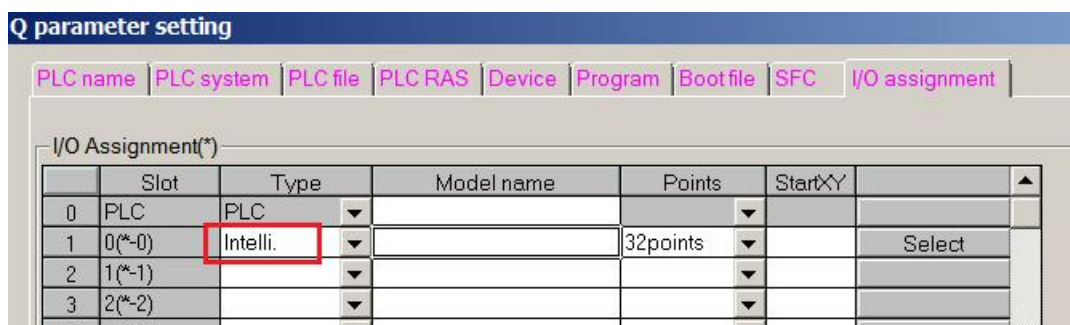 Q parameter setting
PLC name PLC system PLC file PLC RAS Device Program Boot file SFC I/O assignment
I/O Assignment(*)
Slot Type Model name Points StartXY
0 PLC PLC
1 0(*-0) Intelli. 32points Select
2 1(*-1)
3 2(*-2)